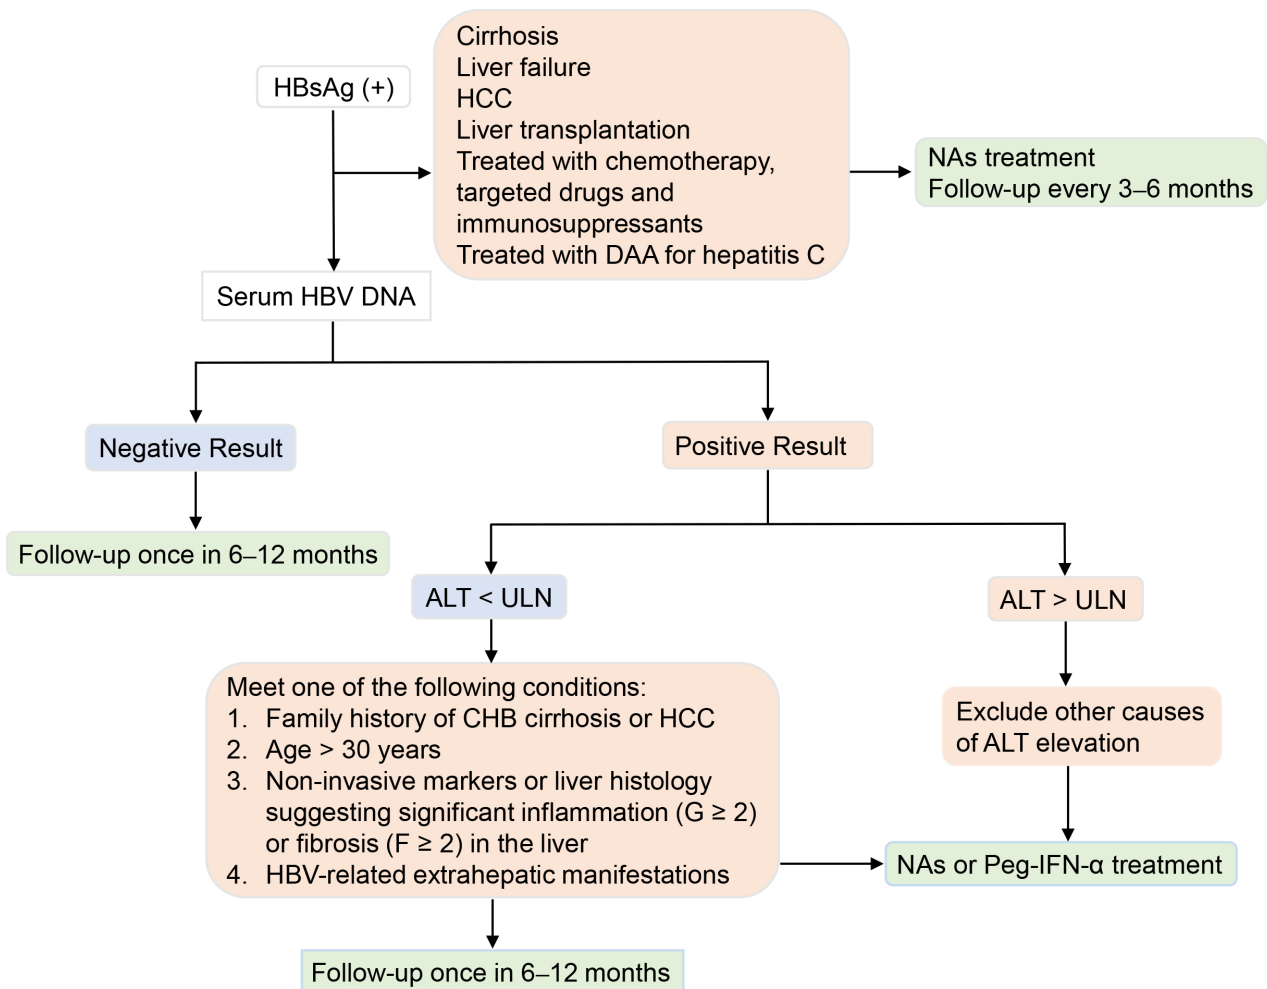 HBsAg (+)
Cirrhosis
Liver failure
HCC
Liver transplantation
Treated with chemotherapy,
targeted drugs and
immunosuppressants
Treated with DAA for hepatitis C
NAs treatment
Follow-up every 3–6 months
Serum HBV DNA
Negative Result
Positive Result
Follow-up once in 6–12 months
ALT < ULN
ALT > ULN
Meet one of the following conditions:
1. Family history of CHB cirrhosis or HCC
2. Age > 30 years
3. Non-invasive markers or liver histology
suggesting significant inflammation (G ≥ 2)
or fibrosis (F ≥ 2) in the liver
4. HBV-related extrahepatic manifestations
Exclude other causes
of ALT elevation
NAs or Peg-IFN-α treatment
Follow-up once in 6–12 months